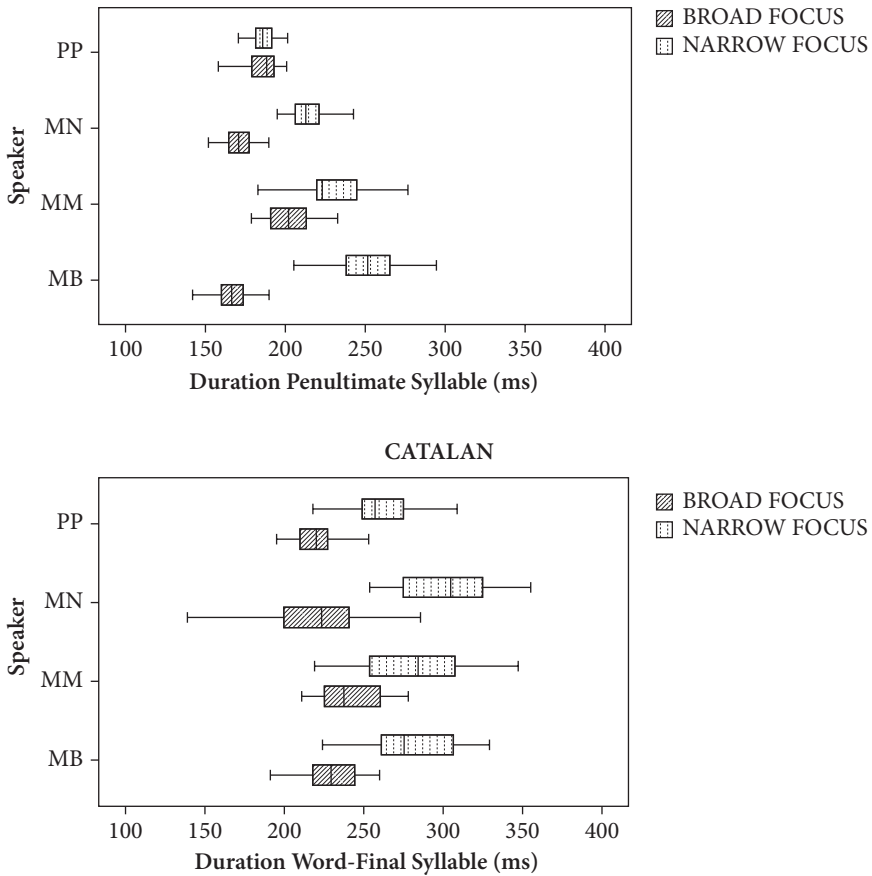 BROAD FOCUS
NARROW FOCUS
Speaker
PP
MN
MM
MB
100 150 200 250 300 350 400
Duration Penultimate Syllable (ms)
CATALAN
BROAD FOCUS
NARROW FOCUS
Speaker
PP
MN
MM
MB
100 150 200 250 300 350 400
Duration Word-Final Syllable (ms)